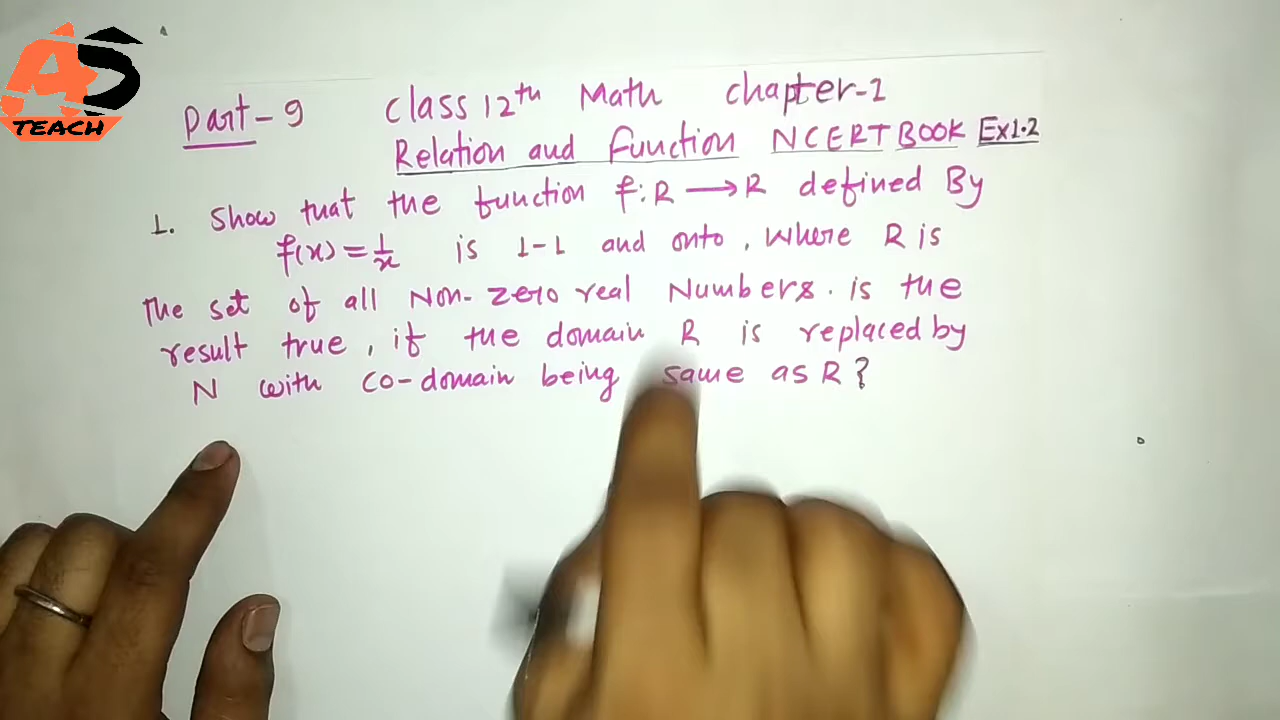 AS
TEACH
Part-9 Class 12th Math Chapter-1
Relation and Function NCERT BOOK Ex1.2
1. Show that the function f: R → R defined By
f(x) = 1/x is 1-1 and onto, where R is
the set of all Non-zero real Numbers. is the
result true, if the domain R is replaced by
N with co-domain being same as R?